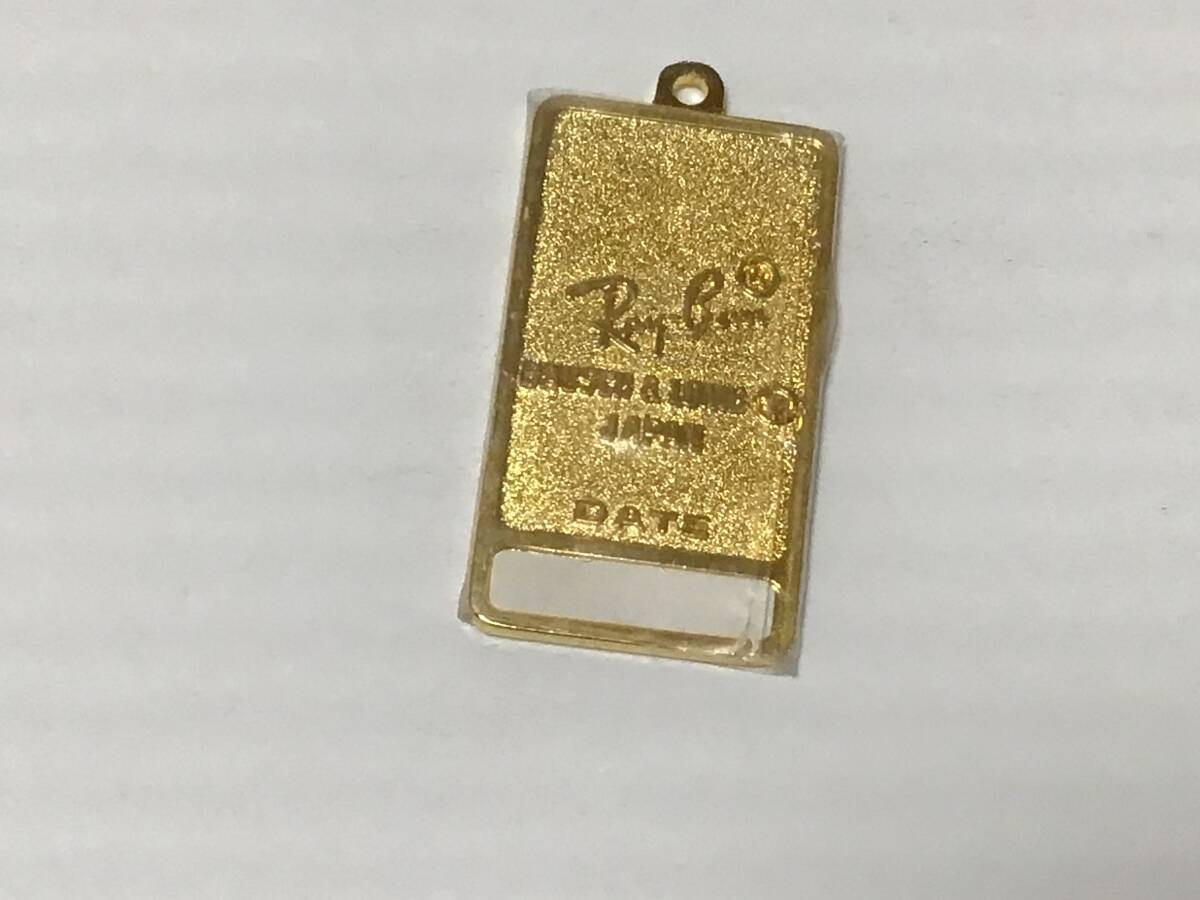 Ray-Ban®
BAUSCH & LOMB ®
JAPAN
DATE